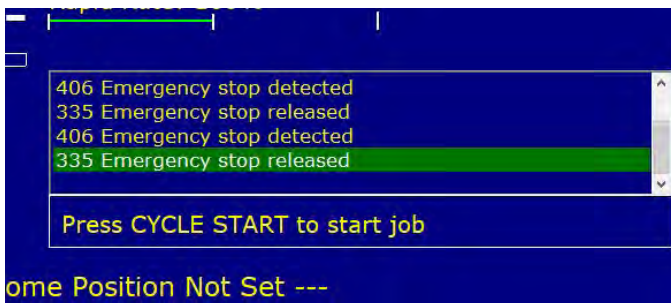 406 Emergency stop detected
335 Emergency stop released
406 Emergency stop detected
335 Emergency stop released
Press CYCLE START to start job
ome Position Not Set ---